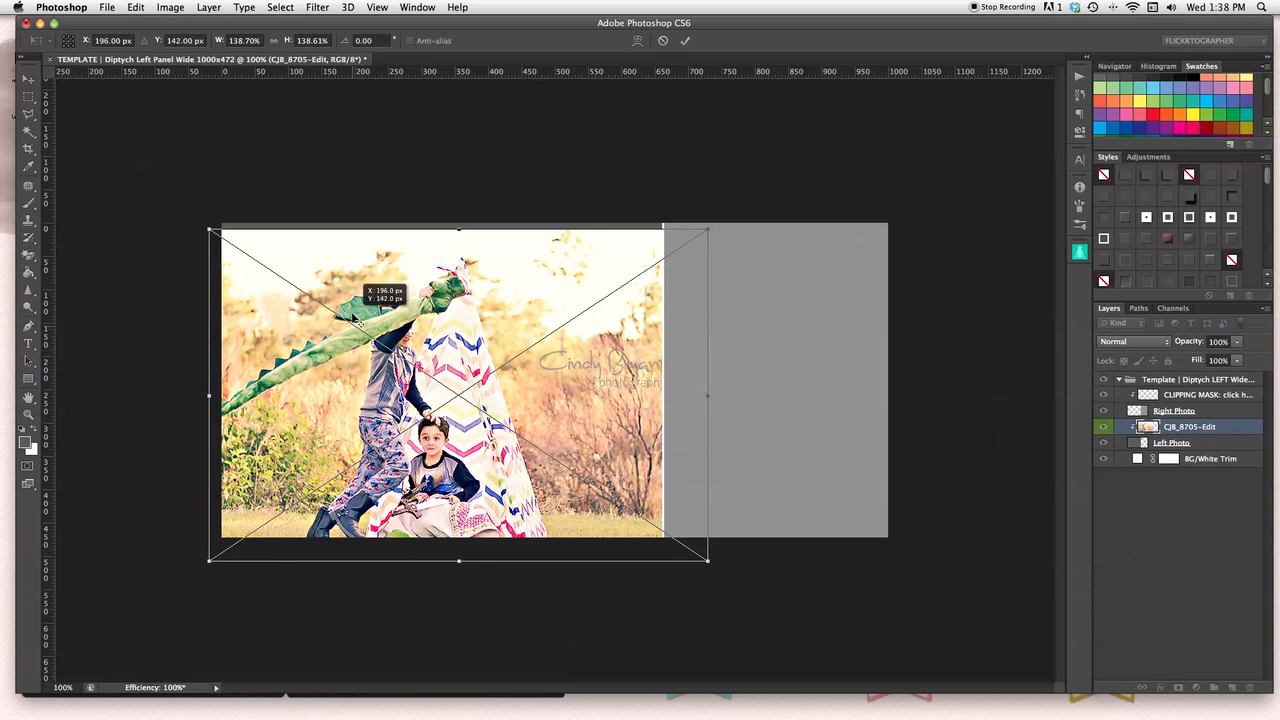 Photoshop File Edit Image Layer Type Select Filter 3D View Window Help Stop Recording 1 Wed 1:38 PM
Adobe Photoshop CS6
X: 196.00 px Y: 142.00 px W: 138.70% H: 138.61% 0.00 ° Anti-alias FLICKRTOGRAPHER
TEMPLATE | Diptych Left Panel Wide 1000x472 @ 100% (CJB_8705-Edit, RGB/8*) *
Navigator Histogram Swatches
250 200 150 100 50 0 50 100 150 200 250 300 350 400 450 500 550 600 650 700 750 800 850 900 950 1000 1050 1100 1150 1200
Styles Adjustments
X: 196.0 px
Y: 142.0 px
Cindy Bryant
photography
Layers Paths Channels
Kind
Normal Opacity: 100%
Lock: Fill: 100%
Template | Diptych LEFT Wide...
CLIPPING MASK: click h...
Right Photo
CJB_8705-Edit
Left Photo
BG/White Trim
100% Efficiency: 100%*